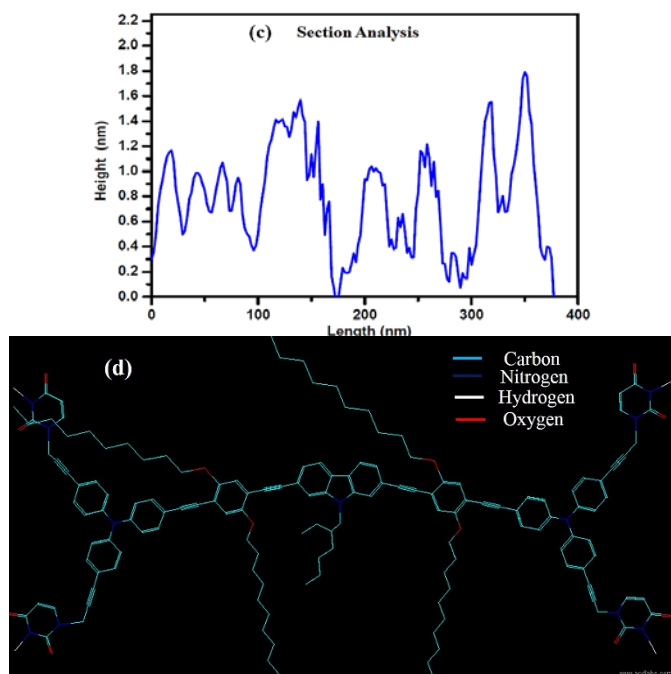 (c) Section Analysis
2.2
2.0
1.8
1.6
1.4
1.2
1.0
0.8
0.6
0.4
0.2
0.0
Height (nm)
0 100 200 300 400
Length (nm)
(d)
Carbon
Nitrogen
Hydrogen
Oxygen